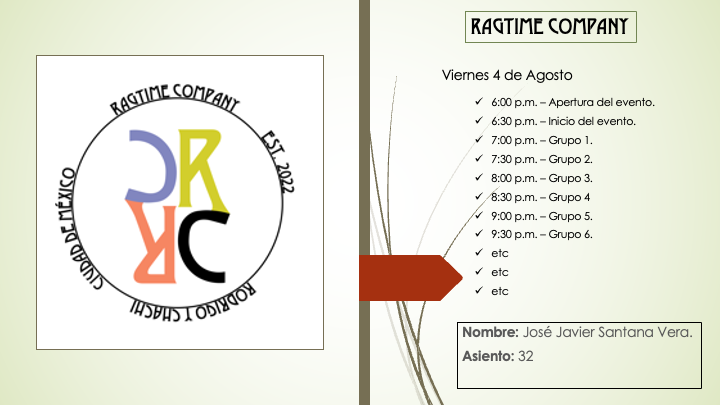 RAGTIME COMPANY
EST. 2022
CIUDAD DE MÉXICO
RODRIGO Y CHASHI
CR
RC
RAGTIME COMPANY
Viernes 4 de Agosto
✓ 6:00 p.m. – Apertura del evento.
✓ 6:30 p.m. – Inicio del evento.
✓ 7:00 p.m. – Grupo 1.
✓ 7:30 p.m. – Grupo 2.
✓ 8:00 p.m. – Grupo 3.
✓ 8:30 p.m. – Grupo 4
✓ 9:00 p.m. – Grupo 5.
✓ 9:30 p.m. – Grupo 6.
✓ etc
✓ etc
✓ etc
Nombre: José Javier Santana Vera.
Asiento: 32